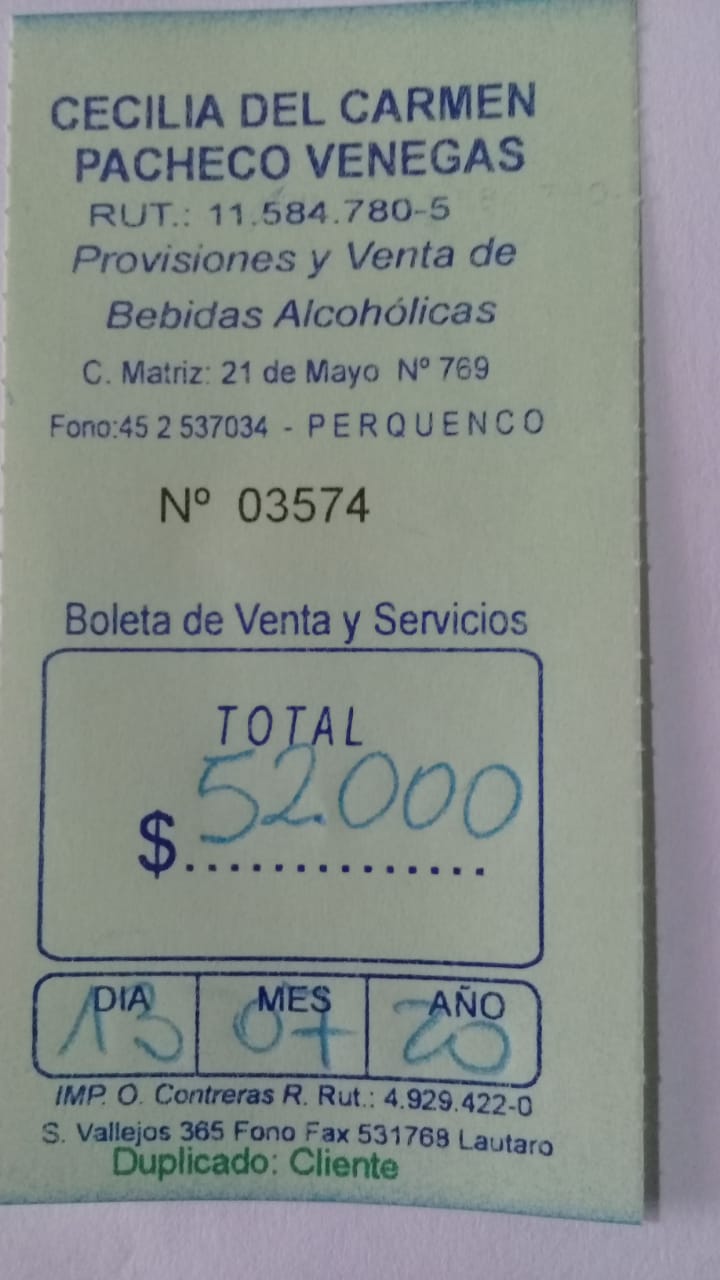 CECILIA DEL CARMEN
PACHECO VENEGAS
RUT.: 11.584.780-5
Provisiones y Venta de
Bebidas Alcohólicas
C. Matriz: 21 de Mayo Nº 769
Fono:45 2 537034 - PERQUENCO
Nº 03574
Boleta de Venta y Servicios
TOTAL
$ 52.000
DIA MES AÑO
13 07 20
IMP. O. Contreras R. Rut.: 4.929.422-0
S. Vallejos 365 Fono Fax 531768 Lautaro
Duplicado: Cliente